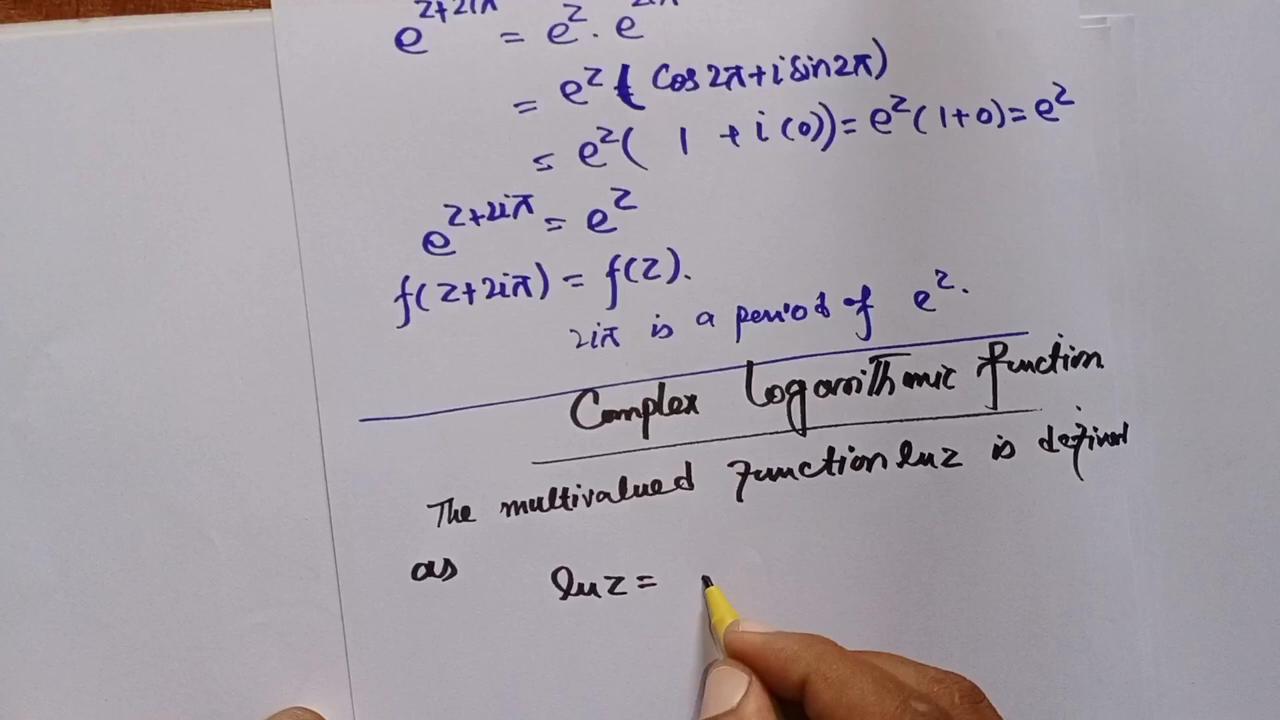 e^{z+2iπ} = e^z . e^{2iπ}
= e^z ( Cos 2π + i Sin 2π)
= e^z ( 1 + i (0)) = e^z (1+0) = e^z
e^{z+2iπ} = e^z
f(z+2iπ) = f(z).
2iπ is a period of e^z.
Complex Logarithmic function
The multivalued function ln z is defined
as ln z =